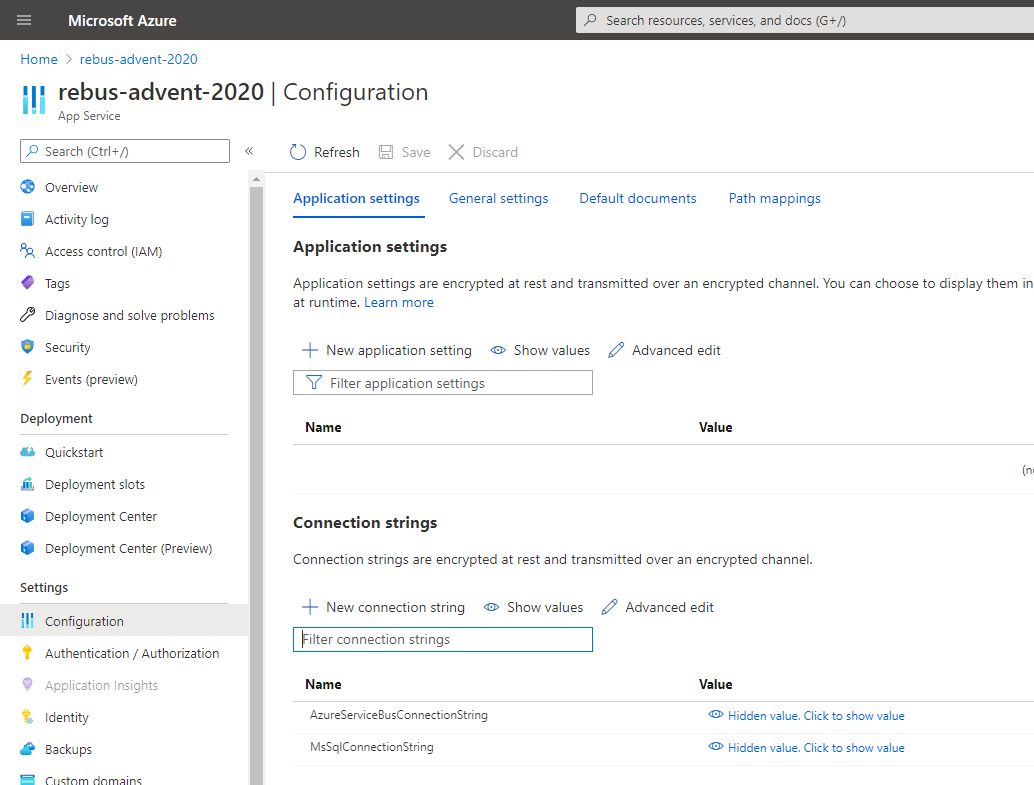 Microsoft Azure
Search resources, services, and docs (G+/)
Home > rebus-advent-2020
rebus-advent-2020 | Configuration
App Service
Search (Ctrl+/)
«
Refresh
Save
Discard
Overview
Activity log
Access control (IAM)
Tags
Diagnose and solve problems
Security
Events (preview)
Deployment
Quickstart
Deployment slots
Deployment Center
Deployment Center (Preview)
Settings
Configuration
Authentication / Authorization
Application Insights
Identity
Backups
Custom domains
Application settings
General settings
Default documents
Path mappings
Application settings
Application settings are encrypted at rest and transmitted over an encrypted channel. You can choose to display them in
at runtime. Learn more
New application setting
Show values
Advanced edit
Filter application settings
Name
Value
Connection strings
Connection strings are encrypted at rest and transmitted over an encrypted channel.
New connection string
Show values
Advanced edit
Filter connection strings
Name
Value
AzureServiceBusConnectionString
Hidden value. Click to show value
MsSqlConnectionString
Hidden value. Click to show value